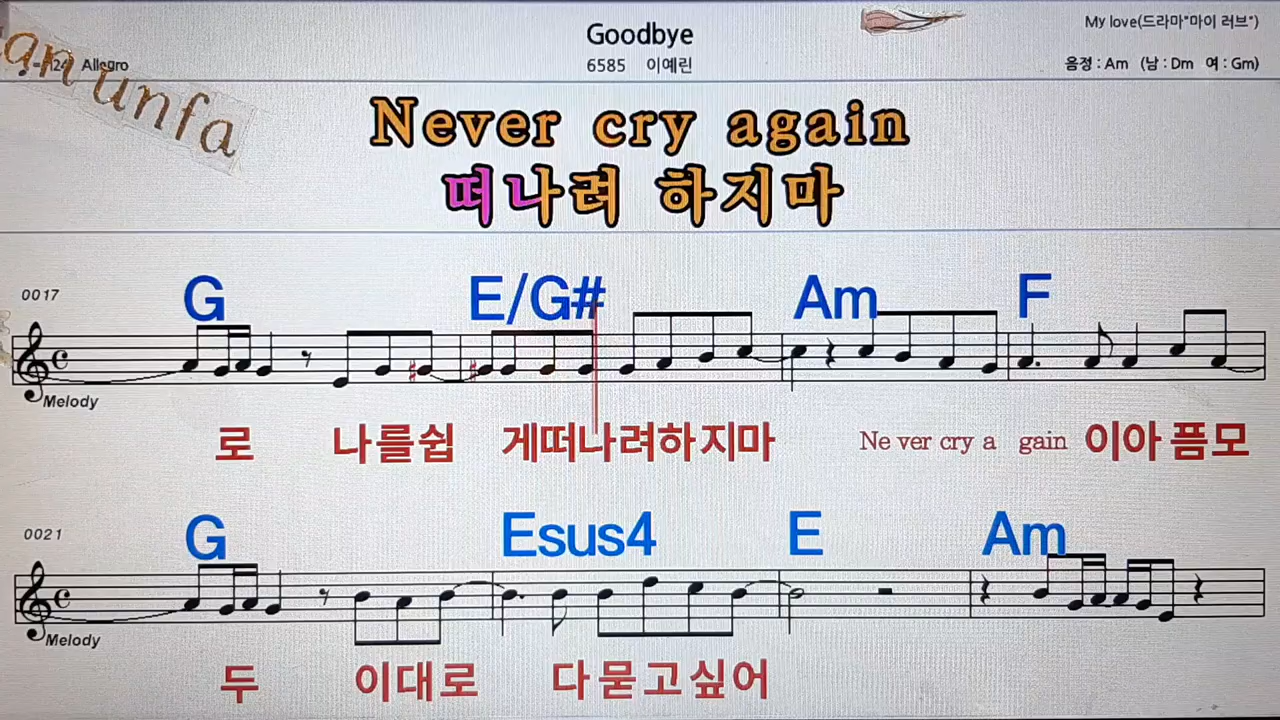 Goodbye
My love(드라마"마이 러브")
Allegro
6585 이예린
음정 : Am (남 : Dm 여 : Gm)
an unfa
Never cry again
떠나려 하지마
G E/G# Am F
0017
Melody
로 나를쉽 게떠나려하지마 Ne ver cry a gain 이아픔모
G Esus4 E Am
0021
Melody
두 이대로 다묻고싶어